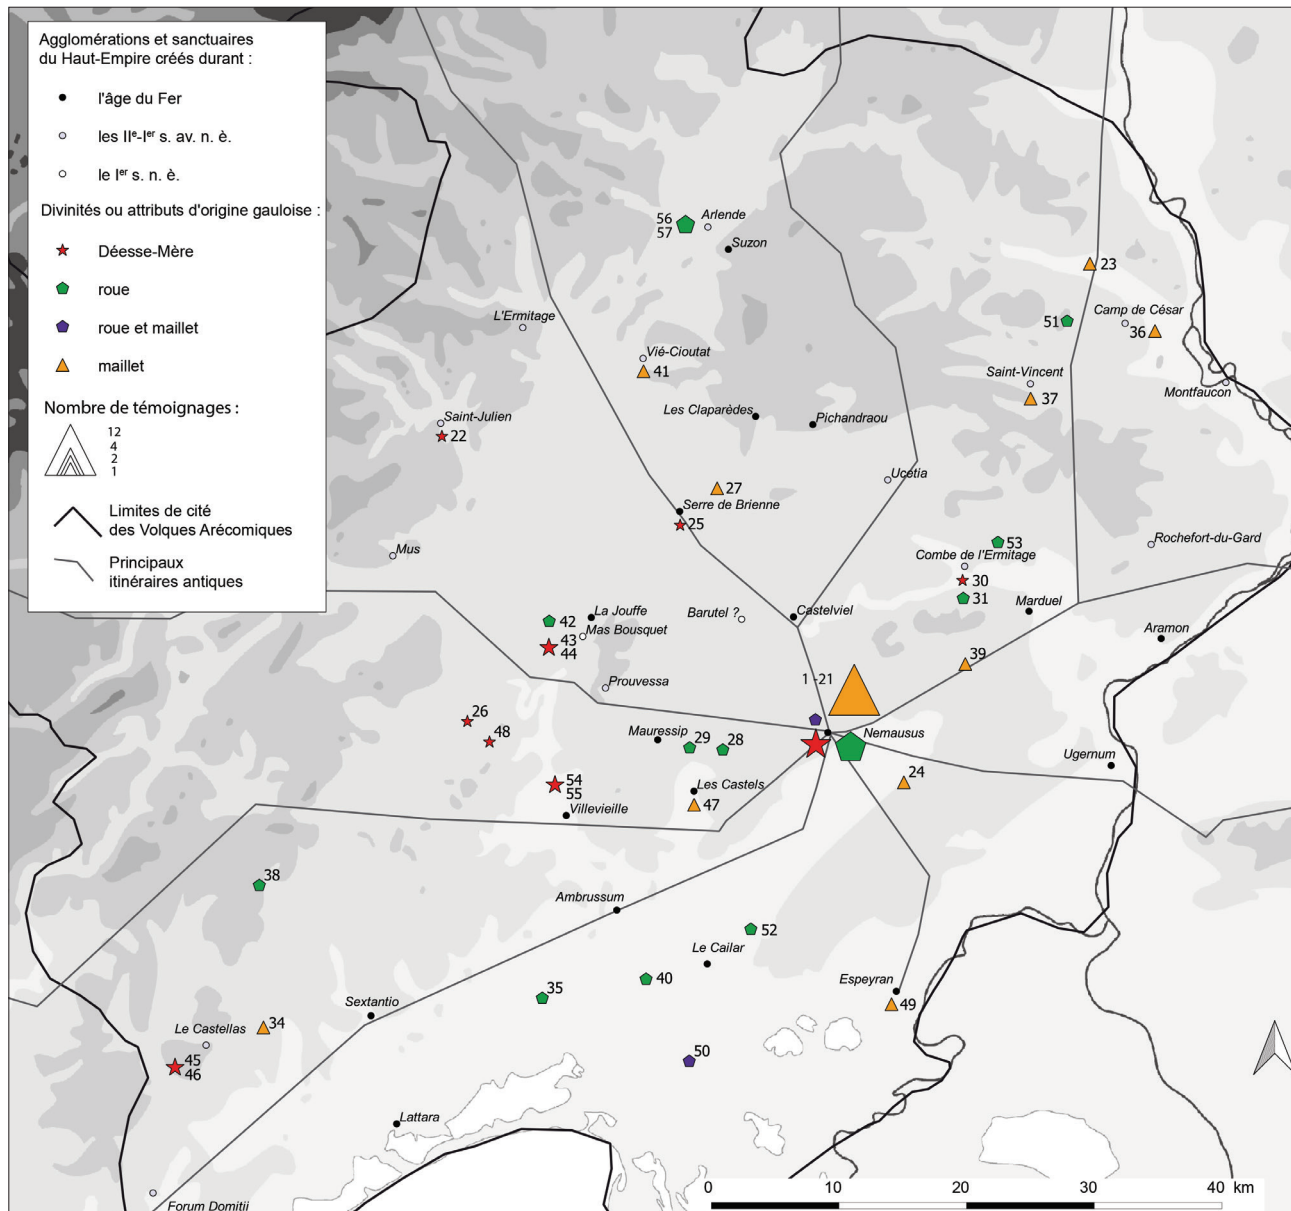 Agglomérations et sanctuaires
du Haut-Empire créés durant :
l'âge du Fer
les IIe-Ier s. av. n. è.
le Ier s. n. è.
Divinités ou attributs d'origine gauloise :
Déesse-Mère
roue
roue et maillet
maillet
Nombre de témoignages :
12
4
2
1
Limites de cité
des Volques Arécomiques
Principaux
itinéraires antiques
56
57
Arlende
Suzon
23
L'Ermitage
51
Camp de César
36
Vié-Cioutat
41
Saint-Vincent
37
Montfaucon
Les Claparèdes
Pichandraou
Saint-Julien
22
Ucetia
27
Serre de Brienne
25
Mus
53
Combe de l'Ermitage
30
31
Rochefort-du-Gard
La Jouffe
42
43
44
Mas Bousquet
Barutel ?
Castelviel
Marduel
Aramon
39
1 -21
Prouvessa
26
48
Mauressip
29
28
Nemausus
Ugernum
24
54
55
Les Castels
47
Villevieille
38
Ambrussum
52
Le Cailar
40
35
Espeyran
49
Sextantio
34
Le Castellas
45
46
50
Lattara
Forum Domitii
0
10
20
30
40
km